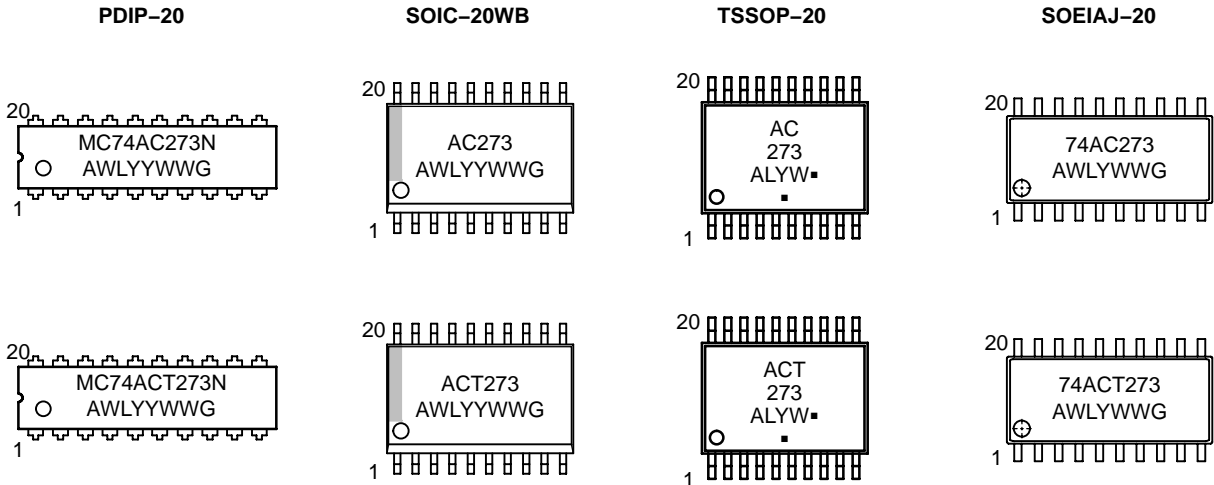 PDIP−20
SOIC−20WB
TSSOP−20
SOEIAJ−20
20
MC74AC273N
AWLYYWWG
1
20
AC273
AWLYYWWG
1
20
AC
273
ALYW▪
▪
1
20
74AC273
AWLYWWG
1
20
MC74ACT273N
AWLYYWWG
1
20
ACT273
AWLYYWWG
1
20
ACT
273
ALYW▪
▪
1
20
74ACT273
AWLYWWG
1